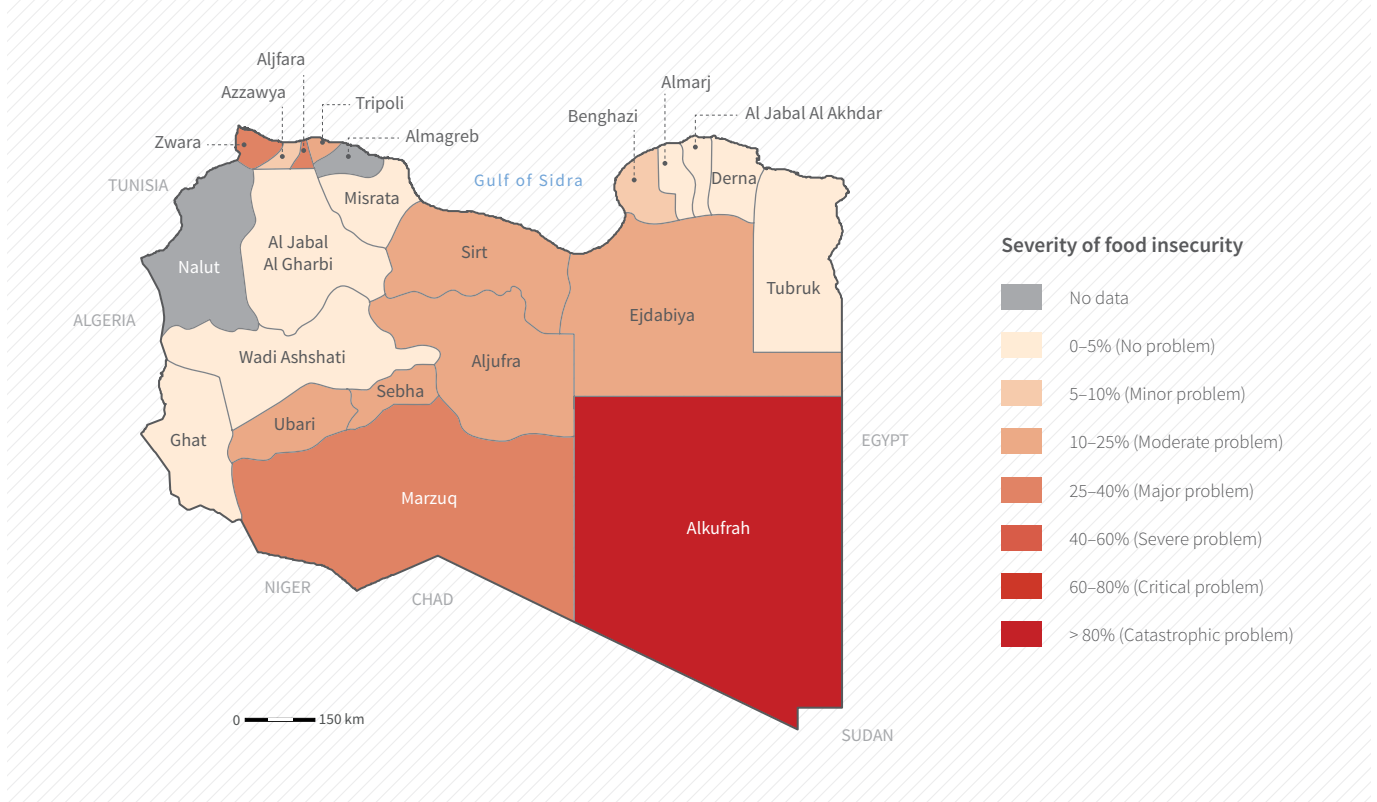 Aljfara
Almarj
Azzawya
Tripoli
Benghazi
Al Jabal Al Akhdar
Zwara
Almagreb
TUNISIA
Gulf of Sidra
Derna
Misrata
Al Jabal
Al Gharbi
Sirt
Nalut
Tubruk
ALGERIA
Ejdabiya
Wadi Ashshati
Aljufra
Sebha
Ubari
Ghat
EGYPT
Marzuq
Alkufrah
NIGER
CHAD
0 150 km
SUDAN
Severity of food insecurity
No data
0–5% (No problem)
5–10% (Minor problem)
10–25% (Moderate problem)
25–40% (Major problem)
40–60% (Severe problem)
60–80% (Critical problem)
> 80% (Catastrophic problem)